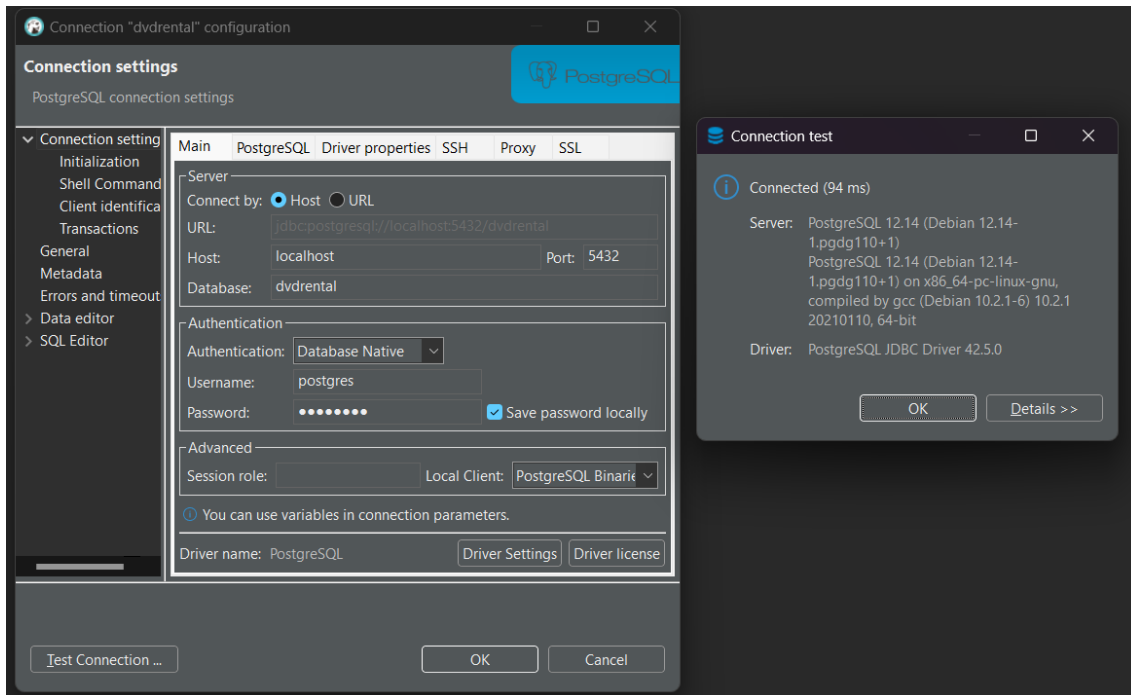 Connection "dvdrental" configuration
Connection settings
PostgreSQL connection settings
PostgreSQL
Connection setting
Initialization
Shell Command
Client identifica
Transactions
General
Metadata
Errors and timeout
Data editor
SQL Editor
Main PostgreSQL Driver properties SSH Proxy SSL
Server
Connect by: Host URL
URL: jdbc:postgresql://localhost:5432/dvdrental
Host: localhost Port: 5432
Database: dvdrental
Authentication
Authentication: Database Native
Username: postgres
Password: ●●●●●●●● Save password locally
Advanced
Session role: Local Client: PostgreSQL Binarie
You can use variables in connection parameters.
Driver name: PostgreSQL Driver Settings Driver license
Test Connection ... OK Cancel
Connection test
Connected (94 ms)
Server: PostgreSQL 12.14 (Debian 12.14-
1.pgdg110+1)
PostgreSQL 12.14 (Debian 12.14-
1.pgdg110+1) on x86_64-pc-linux-gnu,
compiled by gcc (Debian 10.2.1-6) 10.2.1
20210110, 64-bit
Driver: PostgreSQL JDBC Driver 42.5.0
OK Details >>